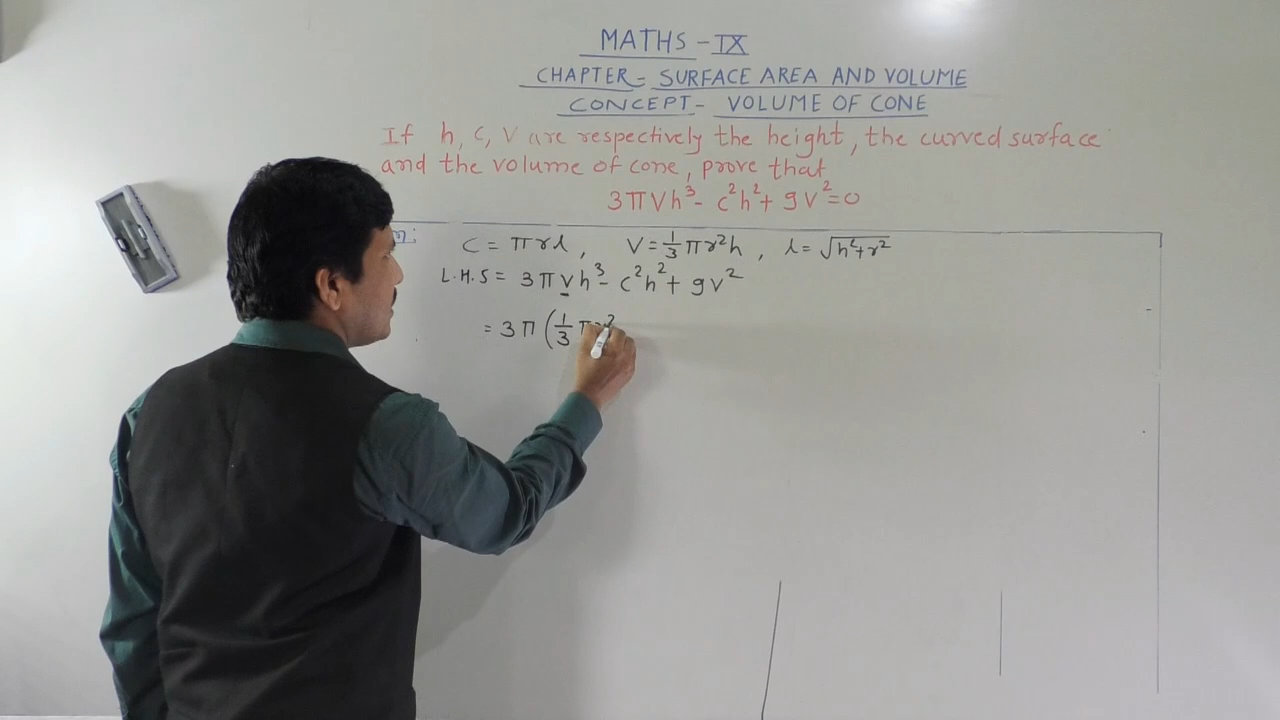 MATHS - IX
CHAPTER= SURFACE AREA AND VOLUME
CONCEPT- VOLUME OF CONE
If h, C, V are respectively the height, the curved surface
and the volume of cone, prove that
3πVh³ - c²h² + 9V² = 0
C = πrl, V = 1/3 πr²h, l = √h²+r²
L.H.S = 3πVh³ - c²h² + 9V²
= 3π(1/3 πr²